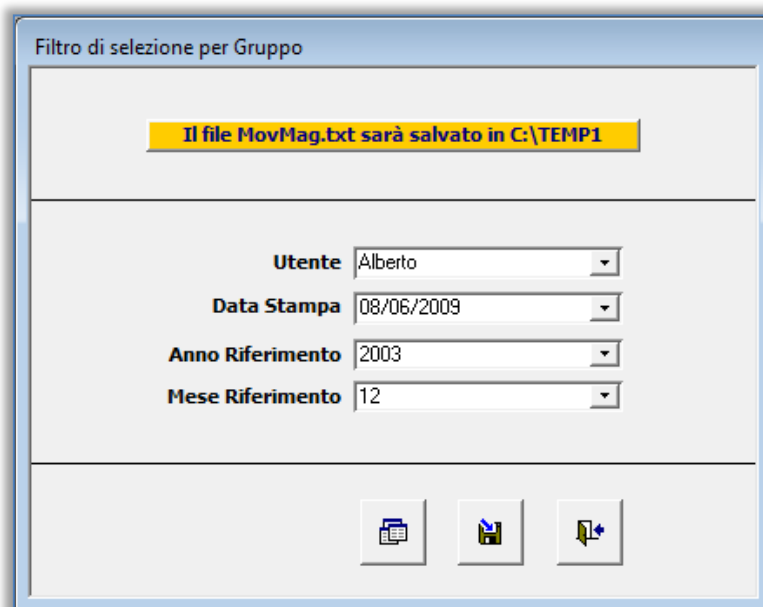 Filtro di selezione per Gruppo
Il file MovMag.txt sarà salvato in C:\TEMP1
Utente Alberto
Data Stampa 08/06/2009
Anno Riferimento 2003
Mese Riferimento 12